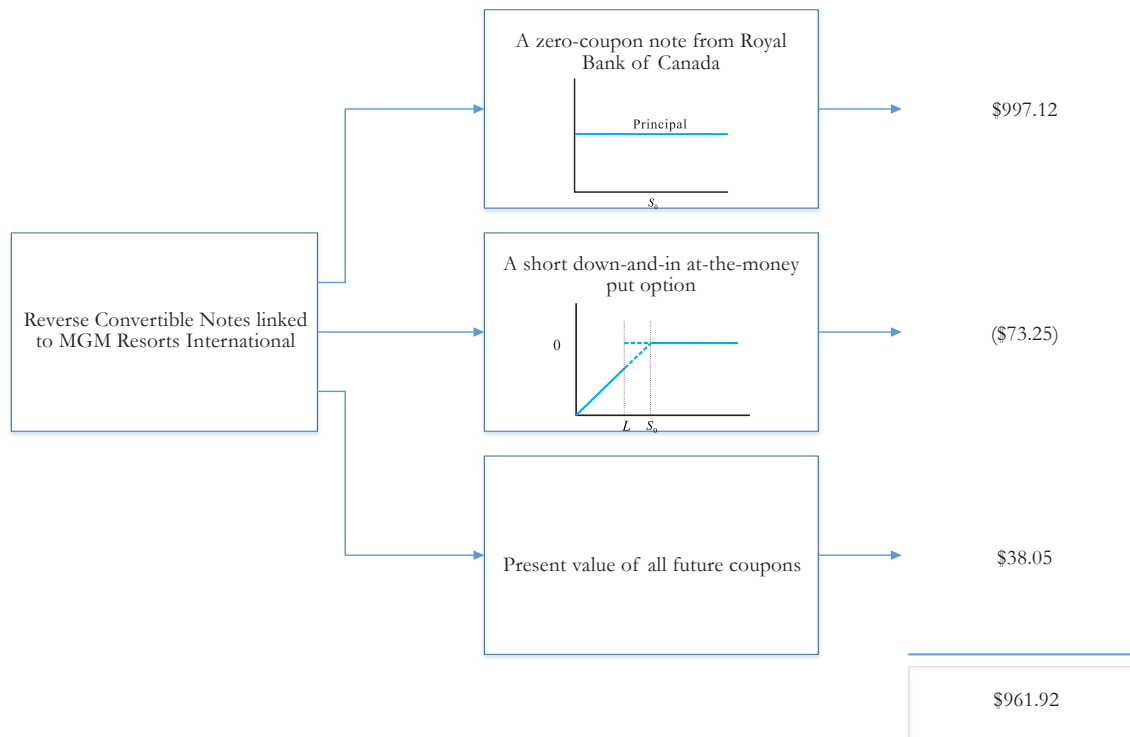 A zero-coupon note from Royal
Bank of Canada
Principal
S₀
$997.12
Reverse Convertible Notes linked
to MGM Resorts International
A short down-and-in at-the-money
put option
0
L S₀
($73.25)
Present value of all future coupons
$38.05
$961.92